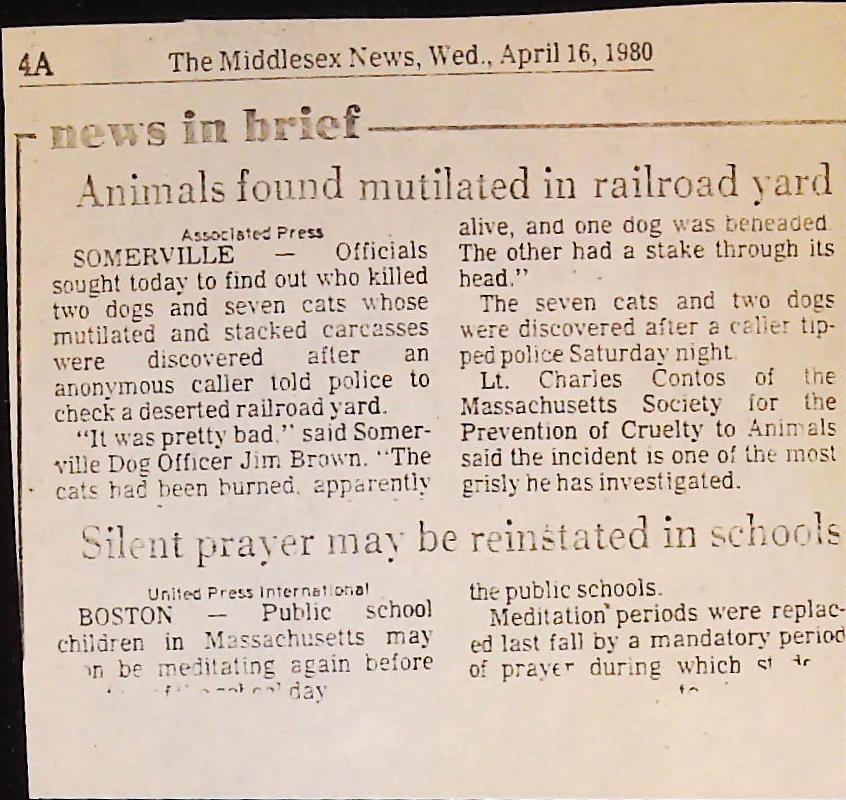 4A
The Middlesex News, Wed., April 16, 1980
news in brief
Animals found mutilated in railroad yard
Associated Press
SOMERVILLE — Officials
sought today to find out who killed
two dogs and seven cats whose
mutilated and stacked carcasses
were discovered after an
anonymous caller told police to
check a deserted railroad yard.
"It was pretty bad," said Somer-
ville Dog Officer Jim Brown. "The
cats had been burned, apparently
alive, and one dog was beheaded.
The other had a stake through its
head."
The seven cats and two dogs
were discovered after a caller tip-
ped police Saturday night.
Lt. Charles Contos of the
Massachusetts Society for the
Prevention of Cruelty to Animals
said the incident is one of the most
grisly he has investigated.
Silent prayer may be reinstated in schools
United Press International
BOSTON — Public school
children in Massachusetts may
be meditating again before
day
the public schools.
Meditation periods were replac-
ed last fall by a mandatory period
of prayer during which